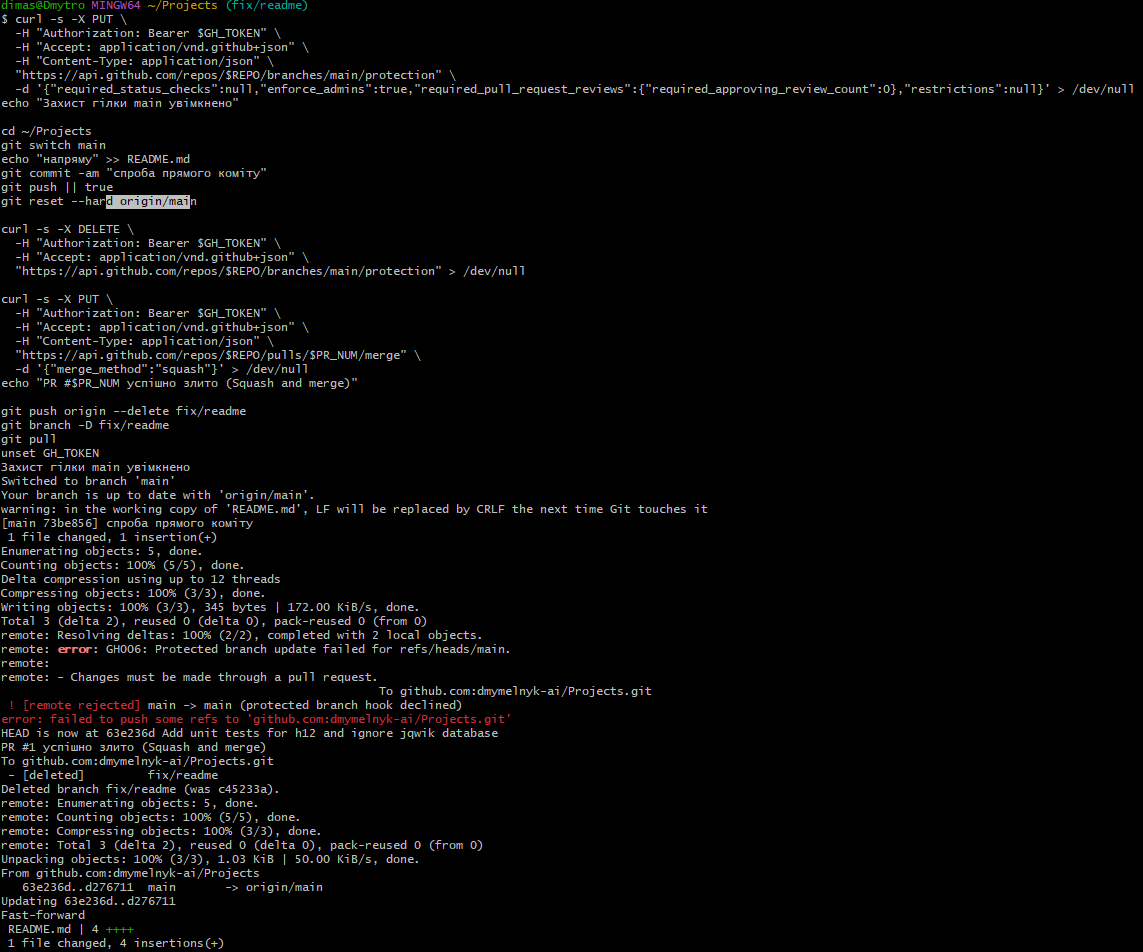 dimas@Dmytro MINGW64 ~/Projects (fix/readme)
$ curl -s -X PUT \
  -H "Authorization: Bearer $GH_TOKEN" \
  -H "Accept: application/vnd.github+json" \
  -H "Content-Type: application/json" \
  "https://api.github.com/repos/$REPO/branches/main/protection" \
  -d '{"required_status_checks":null,"enforce_admins":true,"required_pull_request_reviews":{"required_approving_review_count":0},"restrictions":null}' > /dev/null
echo "Захист гілки main увімкнено"

cd ~/Projects
git switch main
echo "напряму" >> README.md
git commit -am "спроба прямого коміту"
git push || true
git reset --hard origin/main

curl -s -X DELETE \
  -H "Authorization: Bearer $GH_TOKEN" \
  -H "Accept: application/vnd.github+json" \
  "https://api.github.com/repos/$REPO/branches/main/protection" > /dev/null

curl -s -X PUT \
  -H "Authorization: Bearer $GH_TOKEN" \
  -H "Accept: application/vnd.github+json" \
  -H "Content-Type: application/json" \
  "https://api.github.com/repos/$REPO/pulls/$PR_NUM/merge" \
  -d '{"merge_method":"squash"}' > /dev/null
echo "PR #$PR_NUM успішно злито (Squash and merge)"

git push origin --delete fix/readme
git branch -D fix/readme
git pull
unset GH_TOKEN
Захист гілки main увімкнено
Switched to branch 'main'
Your branch is up to date with 'origin/main'.
warning: in the working copy of 'README.md', LF will be replaced by CRLF the next time Git touches it
[main 73be856] спроба прямого коміту
 1 file changed, 1 insertion(+)
Enumerating objects: 5, done.
Counting objects: 100% (5/5), done.
Delta compression using up to 12 threads
Compressing objects: 100% (3/3), done.
Writing objects: 100% (3/3), 345 bytes | 172.00 KiB/s, done.
Total 3 (delta 2), reused 0 (delta 0), pack-reused 0 (from 0)
remote: Resolving deltas: 100% (2/2), completed with 2 local objects.
remote: error: GH006: Protected branch update failed for refs/heads/main.
remote:
remote: - Changes must be made through a pull request.
To github.com:dmymelnyk-ai/Projects.git
 ! [remote rejected] main -> main (protected branch hook declined)
error: failed to push some refs to 'github.com:dmymelnyk-ai/Projects.git'
HEAD is now at 63e236d Add unit tests for h12 and ignore jqwik database
PR #1 успішно злито (Squash and merge)
To github.com:dmymelnyk-ai/Projects.git
 - [deleted]         fix/readme
Deleted branch fix/readme (was c45233a).
remote: Enumerating objects: 5, done.
remote: Counting objects: 100% (5/5), done.
remote: Compressing objects: 100% (3/3), done.
remote: Total 3 (delta 2), reused 0 (delta 0), pack-reused 0 (from 0)
Unpacking objects: 100% (3/3), 1.03 KiB | 50.00 KiB/s, done.
From github.com:dmymelnyk-ai/Projects
   63e236d..d276711  main       -> origin/main
Updating 63e236d..d276711
Fast-forward
 README.md | 4 ++++
 1 file changed, 4 insertions(+)